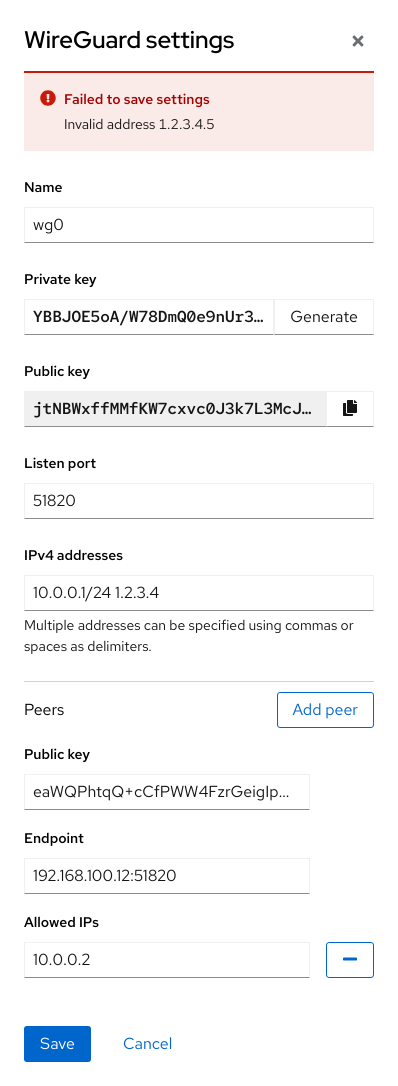 WireGuard settings
Failed to save settings
Invalid address 1.2.3.4.5
Name
wg0
Private key
YBBJOE5oA/W78DmQ0e9nUr3…
Generate
Public key
jtNBWxffMMfKW7cxvc0J3k7L3McJ…
Listen port
51820
IPv4 addresses
10.0.0.1/24 1.2.3.4
Multiple addresses can be specified using commas or
spaces as delimiters.
Peers
Add peer
Public key
eaWQPhtqQ+cCfPWW4FzrGeigIp...
Endpoint
192.168.100.12:51820
Allowed IPs
10.0.0.2
Save
Cancel